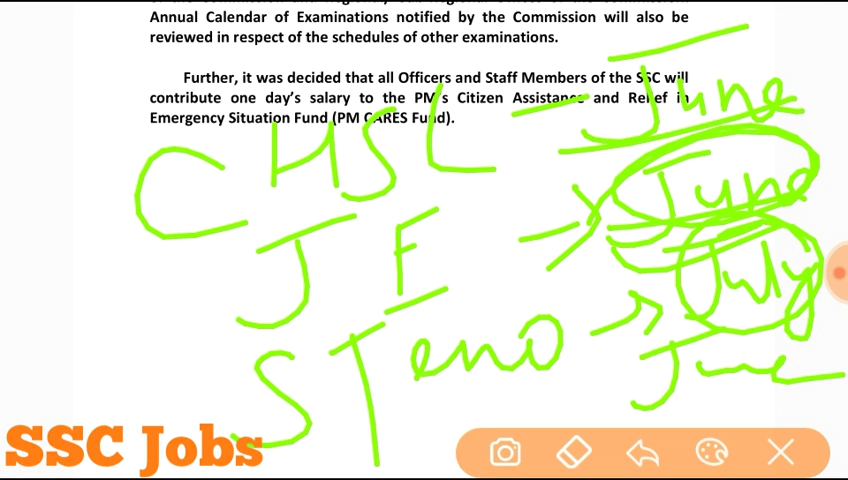 Annual Calendar of Examinations notified by the Commission will also be
reviewed in respect of the schedules of other examinations.
Further, it was decided that all Officers and Staff Members of the SSC will
contribute one day's salary to the PM's Citizen Assistance and Relief in
Emergency Situation Fund (PM CARES Fund).
CHSL - June
JE → June
July
STeno → June
SSC Jobs